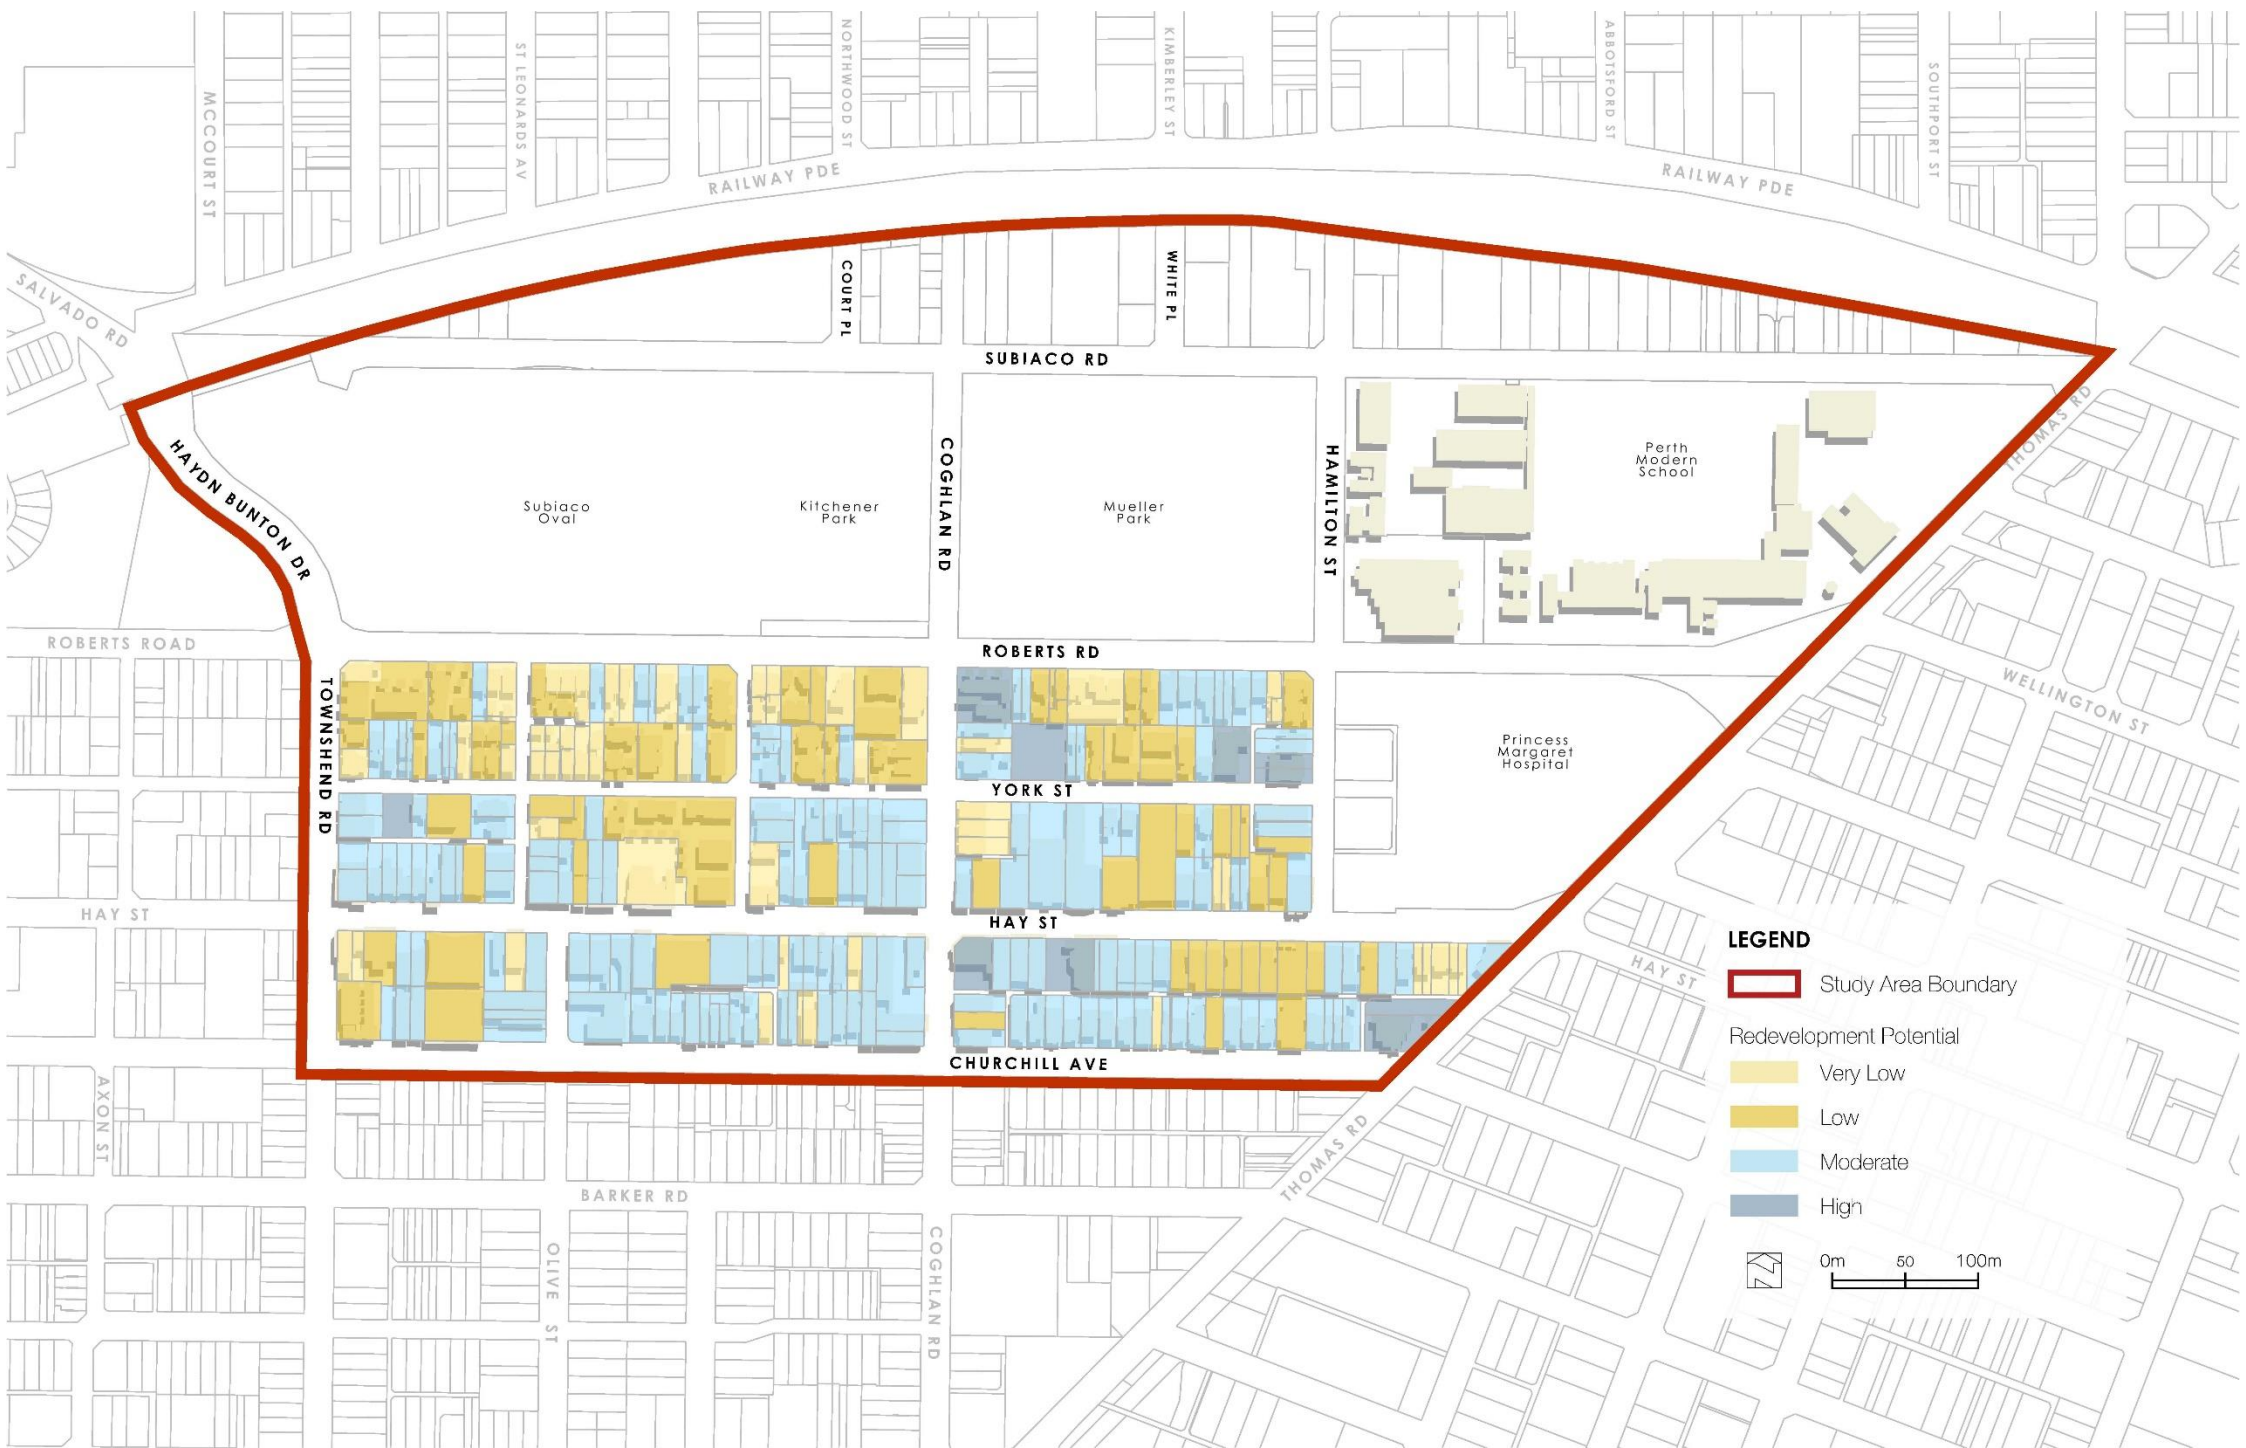 MCCOURT ST
ST LEONARDS AV
NORTHWOOD ST
KIMBERLEY ST
ABBOTSFORD ST
SOUTHPORT ST
RAILWAY PDE
RAILWAY PDE
SALVADO RD
COURT PL
WHITE PL
SUBIACO RD
THOMAS RD
HAYDN BUNTON DR
Subiaco
Oval
Kitchener
Park
COGHLAN RD
Mueller
Park
HAMILTON ST
Perth
Modern
School
ROBERTS ROAD
ROBERTS RD
WELLINGTON ST
TOWNSHEND RD
Princess
Margaret
Hospital
YORK ST
HAY ST
HAY ST
HAY ST
CHURCHILL AVE
AXON ST
THOMAS RD
BARKER RD
OLIVE ST
COGHLAN RD
LEGEND
Study Area Boundary
Redevelopment Potential
Very Low
Low
Moderate
High
N
0m 50 100m